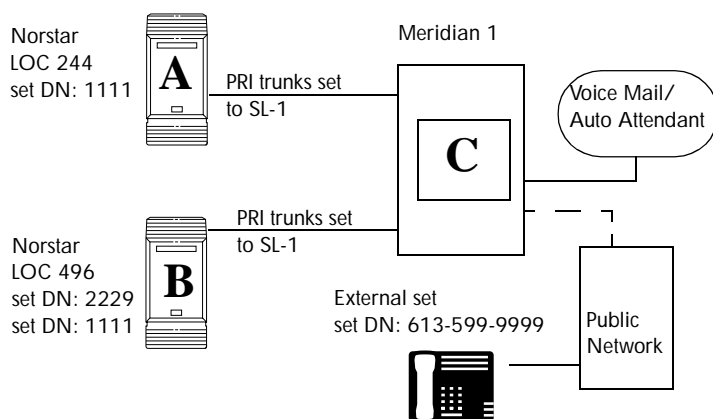 Norstar
LOC 244
set DN: 1111
A
PRI trunks set
to SL-1
Meridian 1
C
Voice Mail/
Auto Attendant
Norstar
LOC 496
set DN: 2229
set DN: 1111
B
PRI trunks set
to SL-1
External set
set DN: 613-599-9999
Public
Network